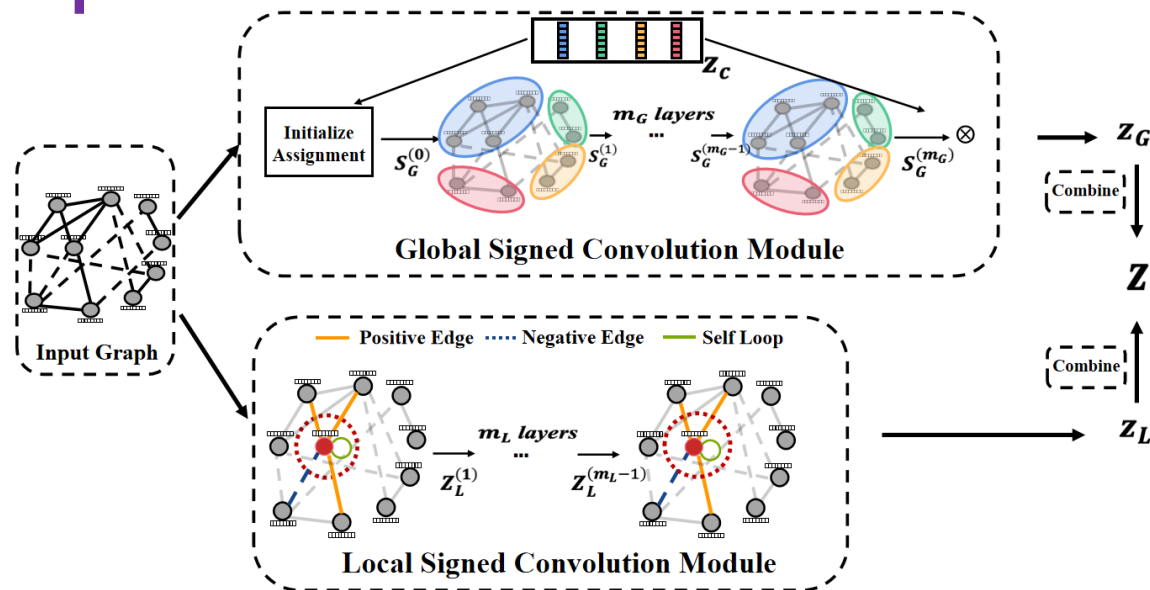 Z_C
Initialize
Assignment
S_G^(0)
S_G^(1)
m_G layers
...
S_G^(m_G-1)
S_G^(m_G)
⊗
Global Signed Convolution Module
Input Graph
Positive Edge
Negative Edge
Self Loop
Z_L^(1)
m_L layers
...
Z_L^(m_L-1)
Local Signed Convolution Module
Z_G
Combine
Z
Combine
Z_L